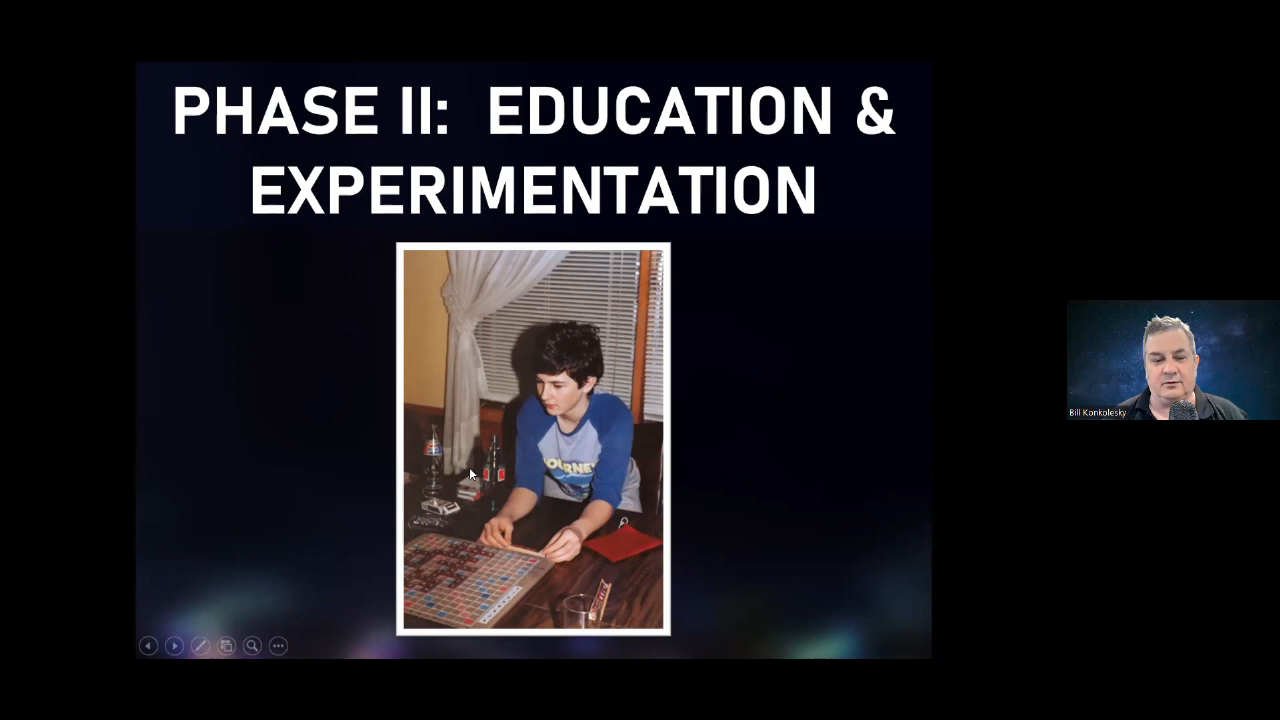 PHASE II: EDUCATION &
EXPERIMENTATION
JOURNEY
Bill Konkolesky